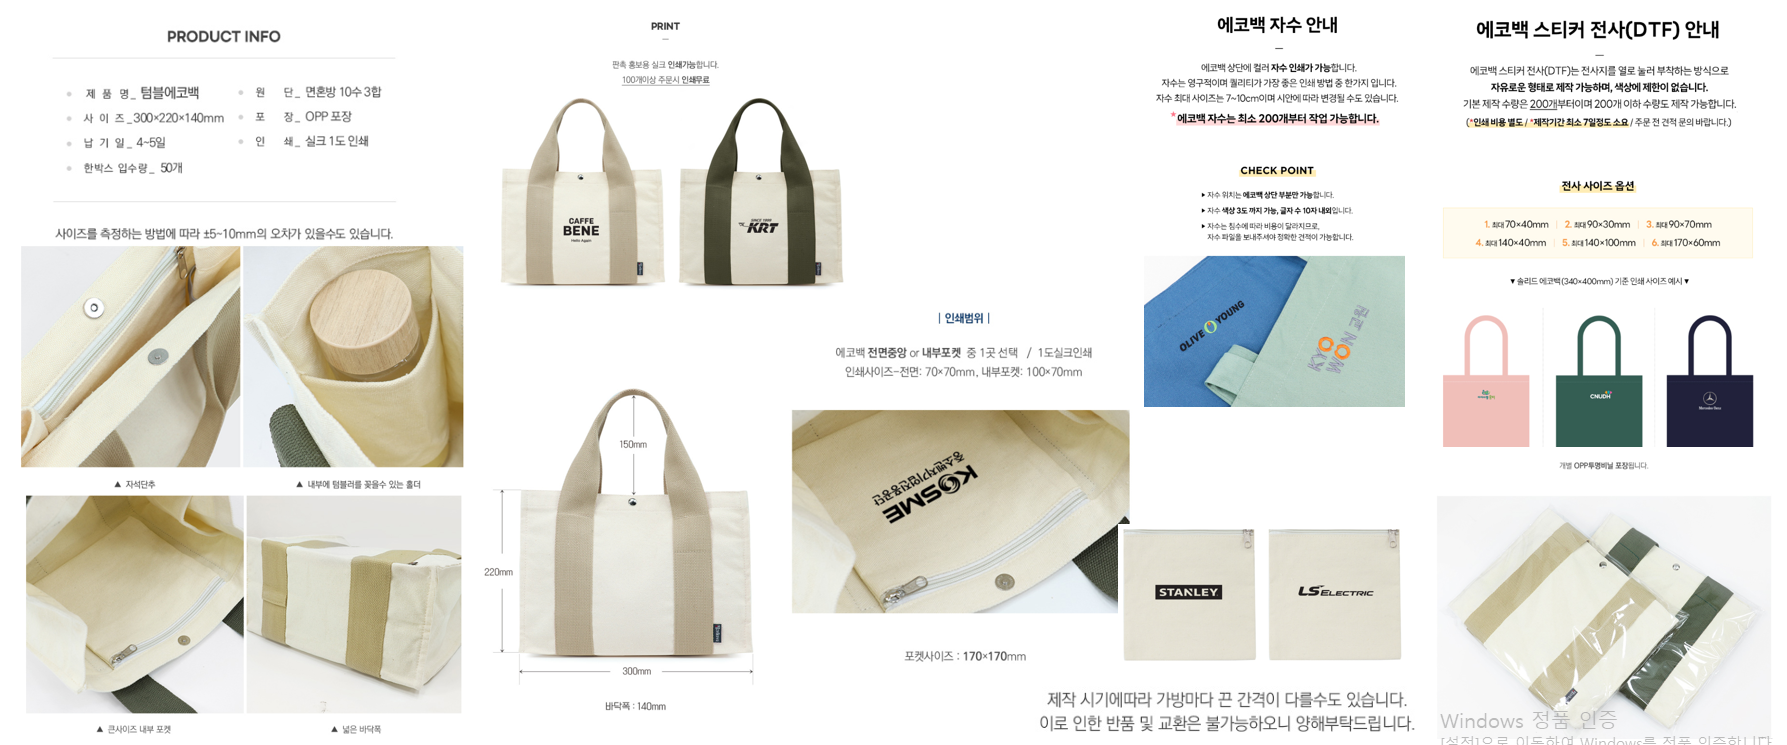 PRODUCT INFO
제 품 명_ 텀블에코백
사 이 즈_300×220×140mm
납 기 일_ 4~5일
한박스 입수량_ 50개
원 단_ 면혼방 10수 3합
포 장_ OPP 포장
인 쇄_ 실크 1도 인쇄
사이즈를 측정하는 방법에 따라 ±5~10mm의 오차가 있을수도 있습니다.
▲ 자석단추
▲ 내부에 텀블러를 꽂을수 있는 홀더
▲ 큰사이즈 내부 포켓
▲ 넓은 바닥폭
PRINT
판촉 홍보용 실크 인쇄가능합니다.
100개이상 주문시 인쇄무료
CAFFE
BENE
Hello Again
SINCE 1999
KRT
150mm
220mm
300mm
바닥폭 : 140mm
| 인쇄범위 |
에코백 전면중앙 or 내부포켓 중 1곳 선택 / 1도실크인쇄
인쇄사이즈-전면: 70×70mm, 내부포켓: 100×70mm
KOSME
중소벤처기업진흥공단
포켓사이즈 : 170×170mm
STANLEY
LS ELECTRIC
제작 시기에따라 가방마다 끈 간격이 다를수도 있습니다.
이로 인한 반품 및 교환은 불가능하오니 양해부탁드립니다.
에코백 자수 안내
에코백 상단에 컬러 자수 인쇄가 가능합니다.
자수는 영구적이며 퀄리티가 가장 좋은 인쇄 방법 중 한가지 입니다.
자수 최대 사이즈는 7~10cm이며 시안에 따라 변경될 수도 있습니다.
*에코백 자수는 최소 200개부터 작업 가능합니다.
CHECK POINT
▶ 자수 위치는 에코백 상단 부분만 가능합니다.
▶ 자수 색상 3도 까지 가능, 글자 수 10자 내외입니다.
▶ 자수는 침수에 따라 비용이 달라지므로,
자수 파일을 보내주셔야 정확한 견적이 가능합니다.
OLIVE YOUNG
KYO
WON 교원
에코백 스티커 전사(DTF) 안내
에코백 스티커 전사(DTF)는 전사지를 열로 눌러 부착하는 방식으로
자유로운 형태로 제작 가능하며, 색상에 제한이 없습니다.
기본 제작 수량은 200개부터이며 200개 이하 수량도 제작 가능합니다.
(*인쇄 비용 별도 / *제작기간 최소 7일정도 소요 / 주문 전 견적 문의 바랍니다.)
전사 사이즈 옵션
1. 최대 70×40mm | 2. 최대 90×30mm | 3. 최대 90×70mm
4. 최대 140×40mm | 5. 최대 140×100mm | 6. 최대 170×60mm
▼ 솔리드 에코백(340×400mm) 기준 인쇄 사이즈 예시 ▼
CNUDH
Mercedes-Benz
개별 OPP투명비닐 포장됩니다.
Windows 정품 인증
[설정]으로 이동하여 Windows를 정품 인증합니다